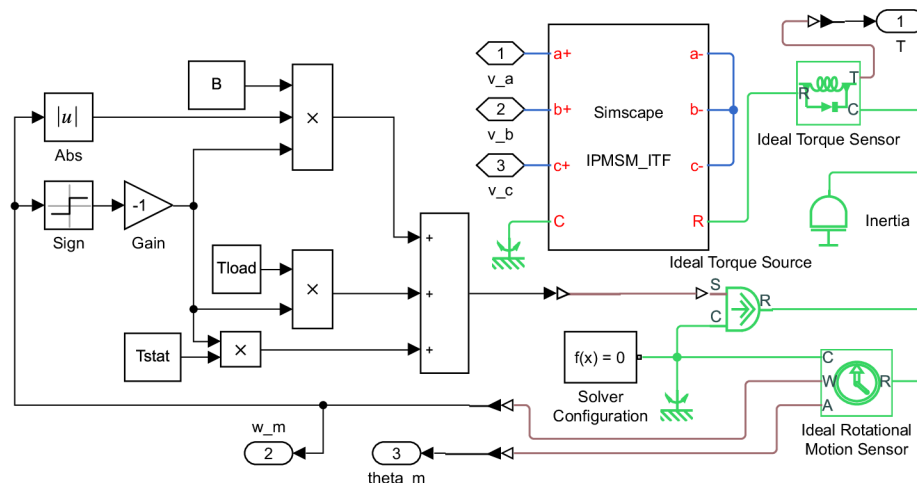 1
T
B
×
|u|
Abs
Sign
-1
Gain
Tload
×
Tstat
×
+
+
+
1
v_a
2
v_b
3
v_c
a+
b+
c+
C
Simscape
IPMSM_ITF
a-
b-
c-
R
R
T
C
Ideal Torque Sensor
Inertia
Ideal Torque Source
S
C
R
f(x) = 0
Solver
Configuration
C
W
A
R
Ideal Rotational
Motion Sensor
w_m
2
3
theta_m